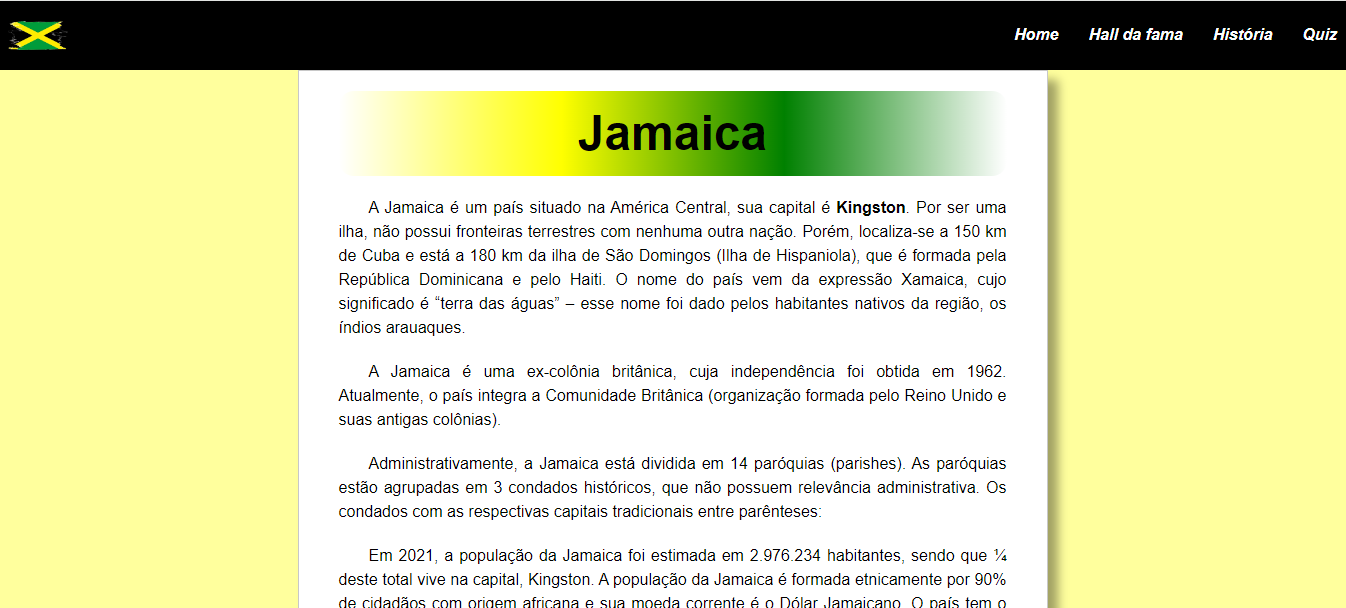 Home Hall da fama História Quiz
Jamaica
A Jamaica é um país situado na América Central, sua capital é Kingston. Por ser uma
ilha, não possui fronteiras terrestres com nenhuma outra nação. Porém, localiza-se a 150 km
de Cuba e está a 180 km da ilha de São Domingos (Ilha de Hispaniola), que é formada pela
República Dominicana e pelo Haiti. O nome do país vem da expressão Xamaica, cujo
significado é “terra das águas” – esse nome foi dado pelos habitantes nativos da região, os
índios arauaques.
A Jamaica é uma ex-colônia britânica, cuja independência foi obtida em 1962.
Atualmente, o país integra a Comunidade Britânica (organização formada pelo Reino Unido e
suas antigas colônias).
Administrativamente, a Jamaica está dividida em 14 paróquias (parishes). As paróquias
estão agrupadas em 3 condados históricos, que não possuem relevância administrativa. Os
condados com as respectivas capitais tradicionais entre parênteses:
Em 2021, a população da Jamaica foi estimada em 2.976.234 habitantes, sendo que ¼
deste total vive na capital, Kingston. A população da Jamaica é formada etnicamente por 90%
de cidadãos com origem africana e sua moeda corrente é o Dólar Jamaicano. O país tem o